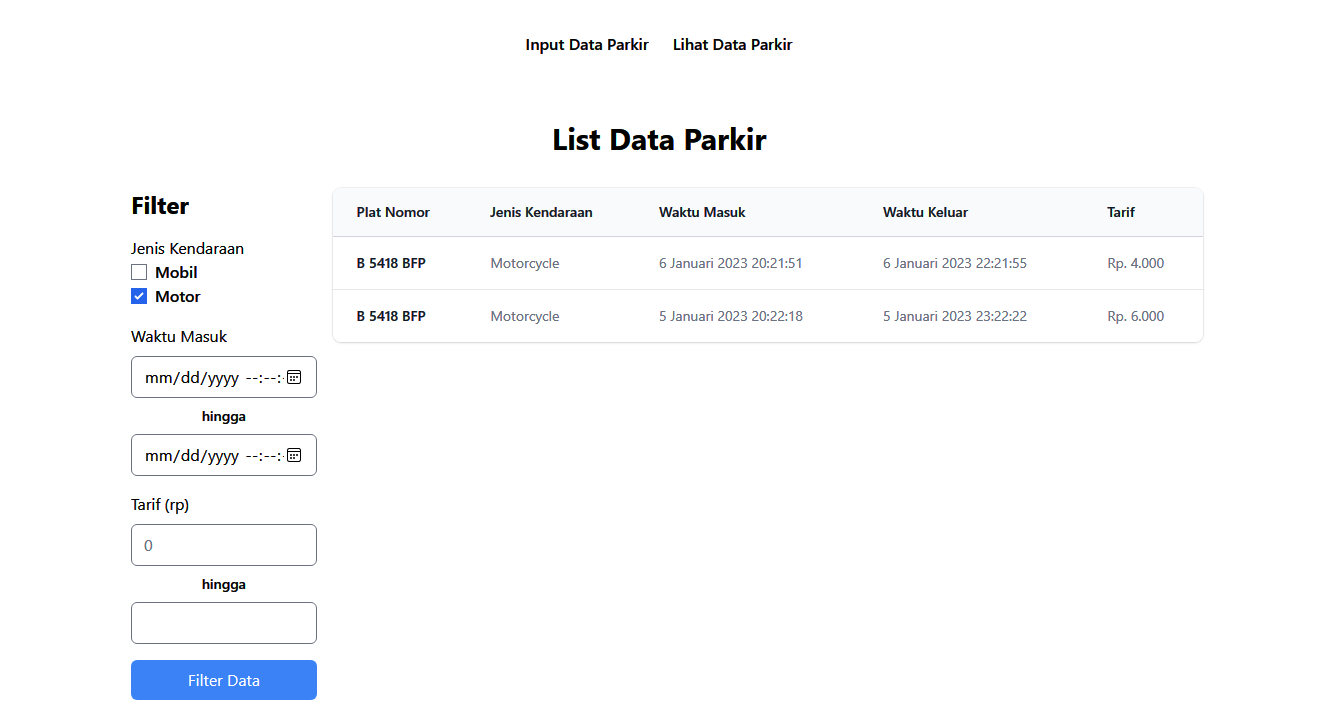 Input Data Parkir Lihat Data Parkir
List Data Parkir
Filter
Jenis Kendaraan
Mobil
Motor
Waktu Masuk
mm/dd/yyyy --:--:
hingga
mm/dd/yyyy --:--:
Tarif (rp)
0
hingga
Filter Data
Plat Nomor Jenis Kendaraan Waktu Masuk Waktu Keluar Tarif
B 5418 BFP Motorcycle 6 Januari 2023 20:21:51 6 Januari 2023 22:21:55 Rp. 4.000
B 5418 BFP Motorcycle 5 Januari 2023 20:22:18 5 Januari 2023 23:22:22 Rp. 6.000